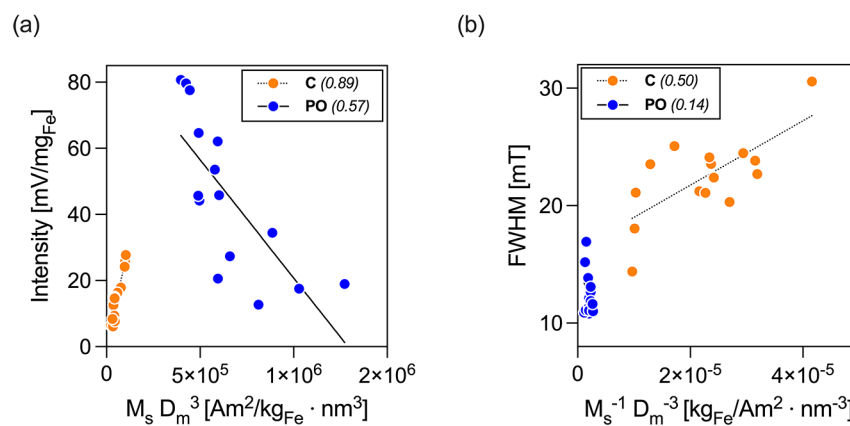 (a)
80
60
40
20
0
Intensity [mV/mgFe]
C (0.89)
PO (0.57)
0
5×10⁵
1×10⁶
2×10⁶
Ms Dm³ [Am²/kgFe · nm³]
(b)
30
20
10
FWHM [mT]
C (0.50)
PO (0.14)
0
2×10⁻⁵
4×10⁻⁵
Ms⁻¹ Dm⁻³ [kgFe/Am² · nm⁻³]